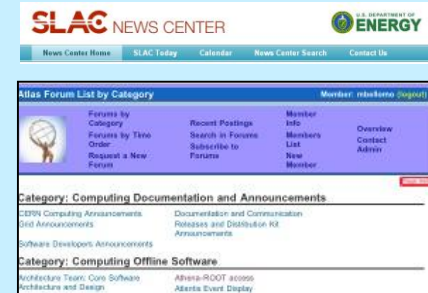 SLAC NEWS CENTER
U.S. DEPARTMENT OF
ENERGY
News Center Home SLAC Today Calendar News Center Search Contact Us
Atlas Forum List by Category Member: mbellomo (logout)
Forums by Category
Forums by Time Order
Request a New Forum
Recent Postings
Search in Forums
Subscribe to Forums
Member Info
Members List
New Member
Overview
Contact Admin
Category: Computing Documentation and Announcements
CERN Computing Announcements Documentation and Communication
Grid Announcements Releases and Distribution Kit Announcements
Software Developers Announcements
Category: Computing Offline Software
Architecture Team: Core Software Athena-ROOT access
Architecture and Design Atlantis Event Display